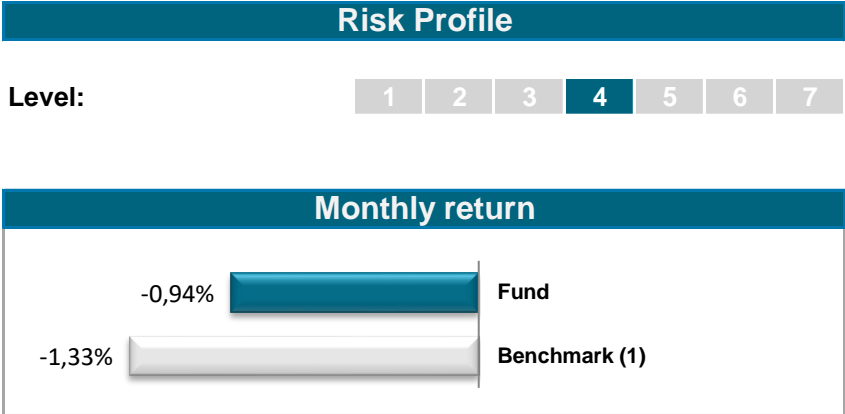 Risk Profile
Level: 1 2 3 4 5 6 7
Monthly return
-0,94% Fund
-1,33% Benchmark (1)